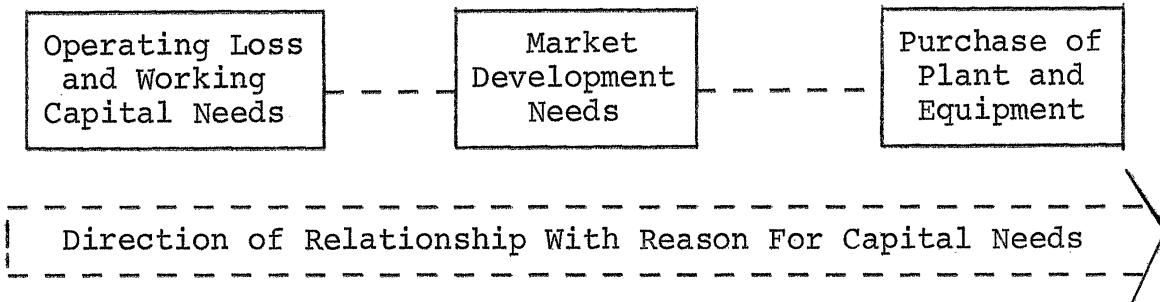 Operating Loss
and Working
Capital Needs
Market
Development
Needs
Purchase of
Plant and
Equipment
Direction of Relationship With Reason For Capital Needs